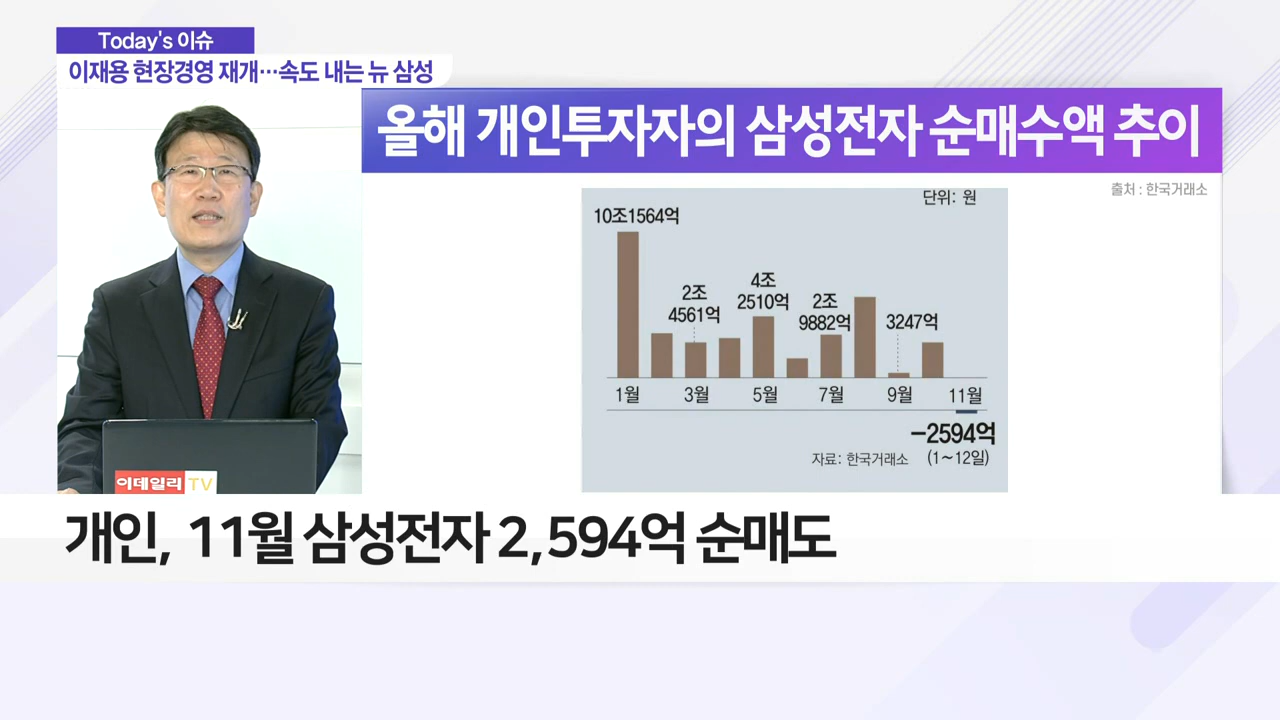 Today's 이슈
이재용 현장경영 재개…속도 내는 뉴 삼성
올해 개인투자자의 삼성전자 순매수액 추이
출처 : 한국거래소
단위: 원
10조1564억
2조
4561억
4조
2510억
2조
9882억
3247억
1월 3월 5월 7월 9월 11월
-2594억
(1~12일)
자료: 한국거래소
이데일리 TV
개인, 11월 삼성전자 2,594억 순매도